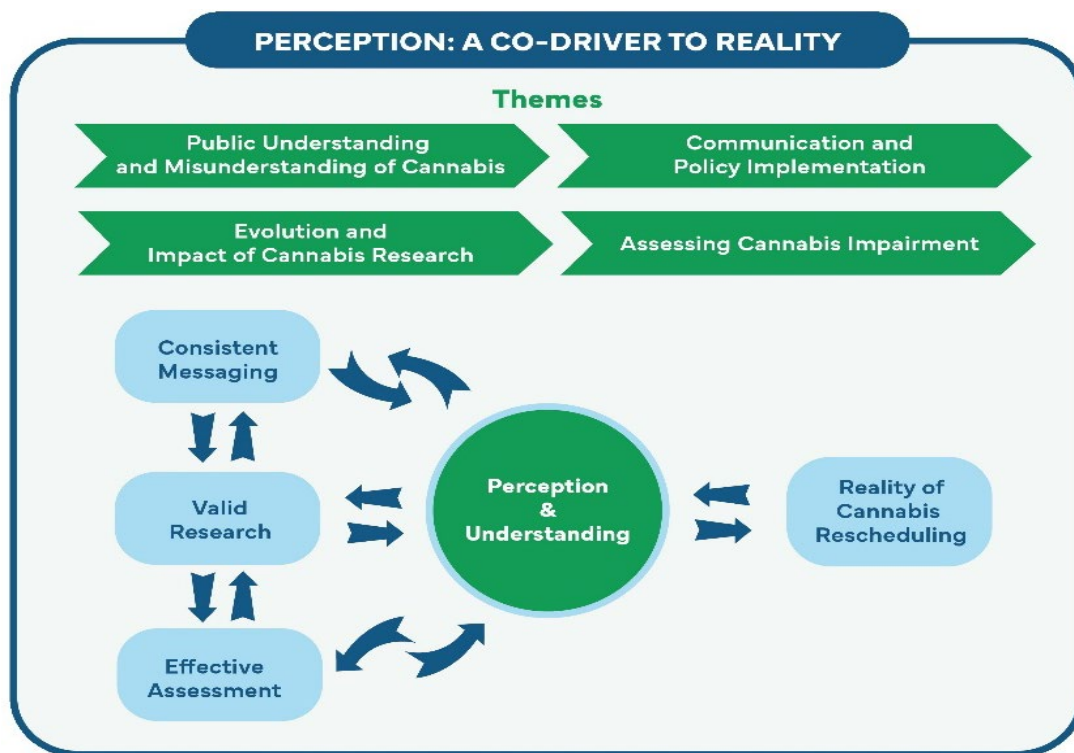 PERCEPTION: A CO-DRIVER TO REALITY
Themes
Public Understanding
and Misunderstanding of Cannabis
Communication and
Policy Implementation
Evolution and
Impact of Cannabis Research
Assessing Cannabis Impairment
Consistent
Messaging
Valid
Research
Effective
Assessment
Perception
&
Understanding
Reality of
Cannabis
Rescheduling